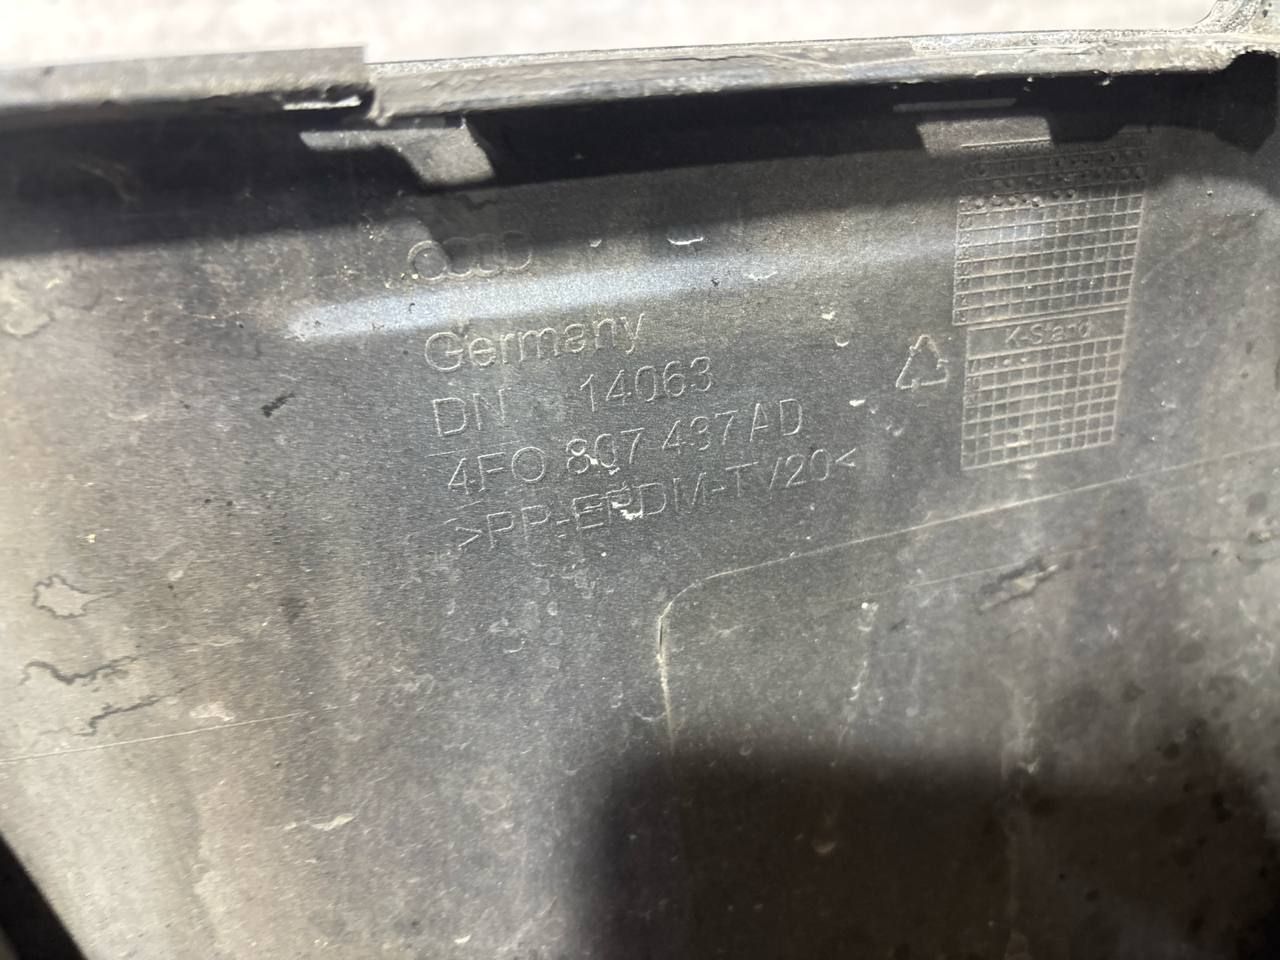 Germany
DN 14063
4F0 807 437 AD
>PP-EPDM-TV20<
K-Stand